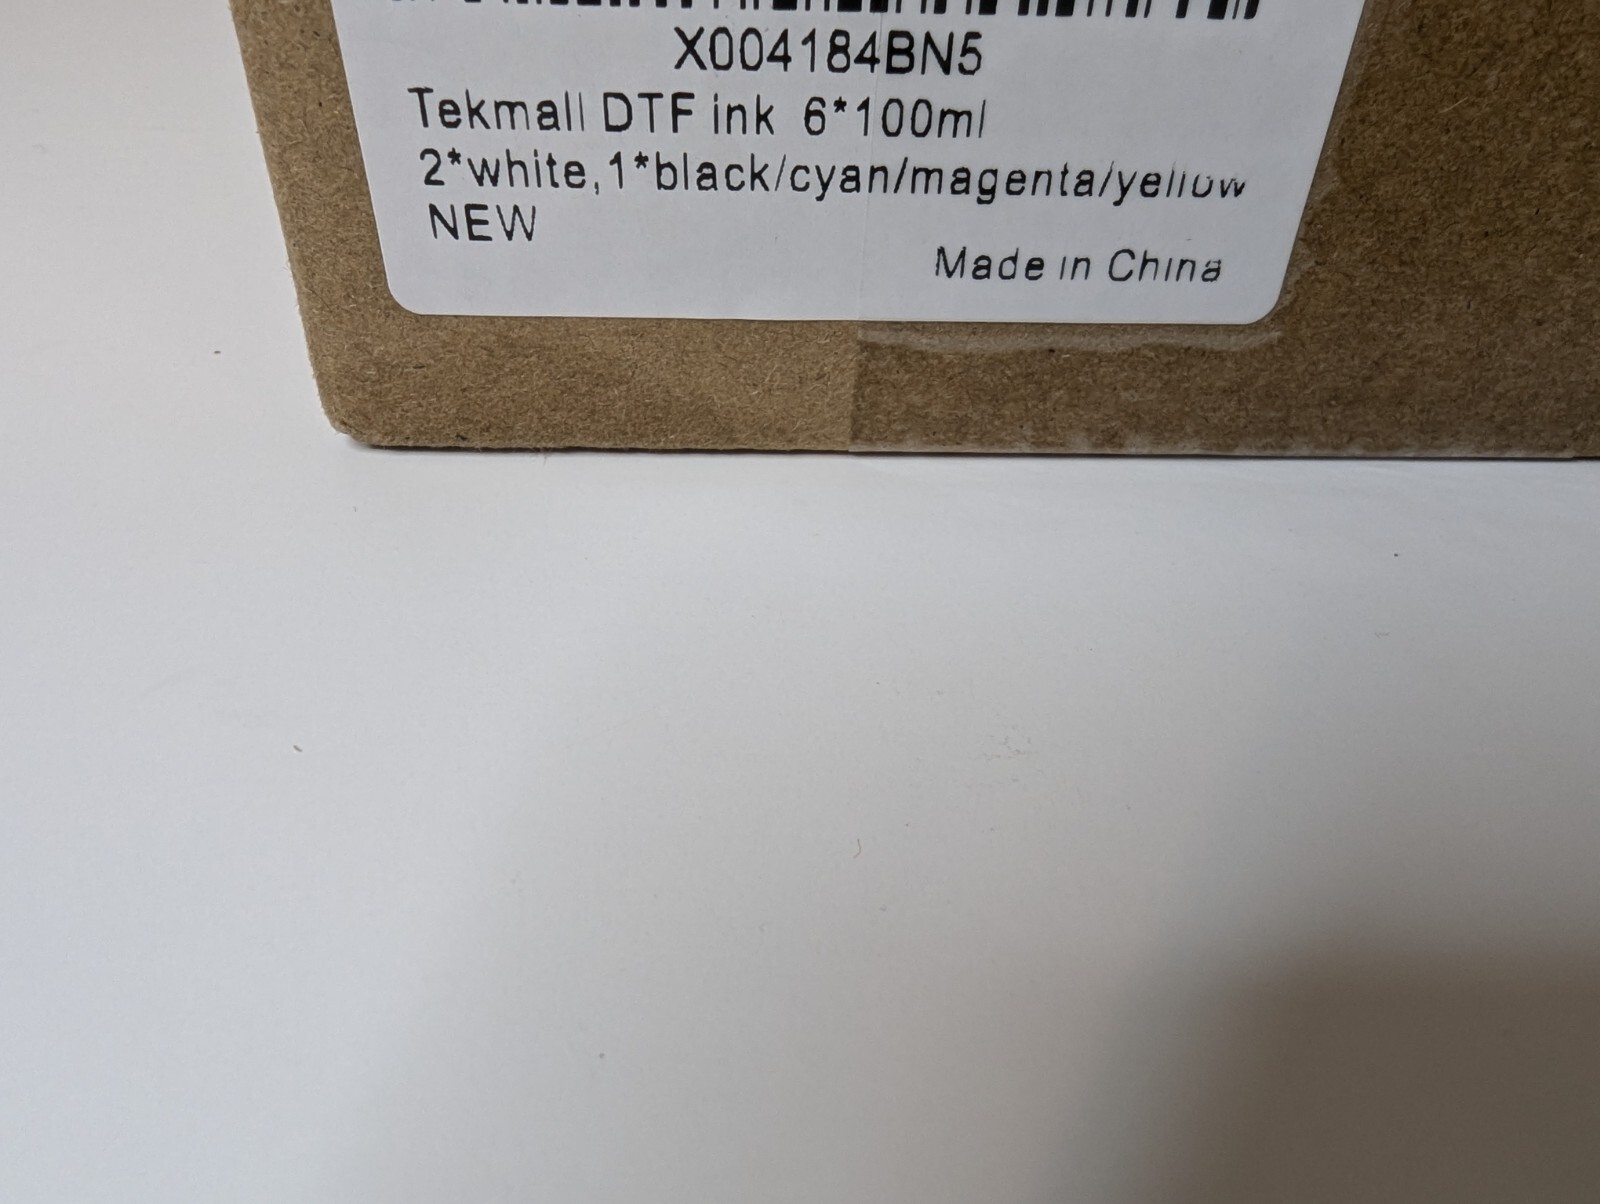 X004184BN5
Tekmall DTF ink 6*100ml
2*white,1*black/cyan/magenta/yellow
NEW
Made in China